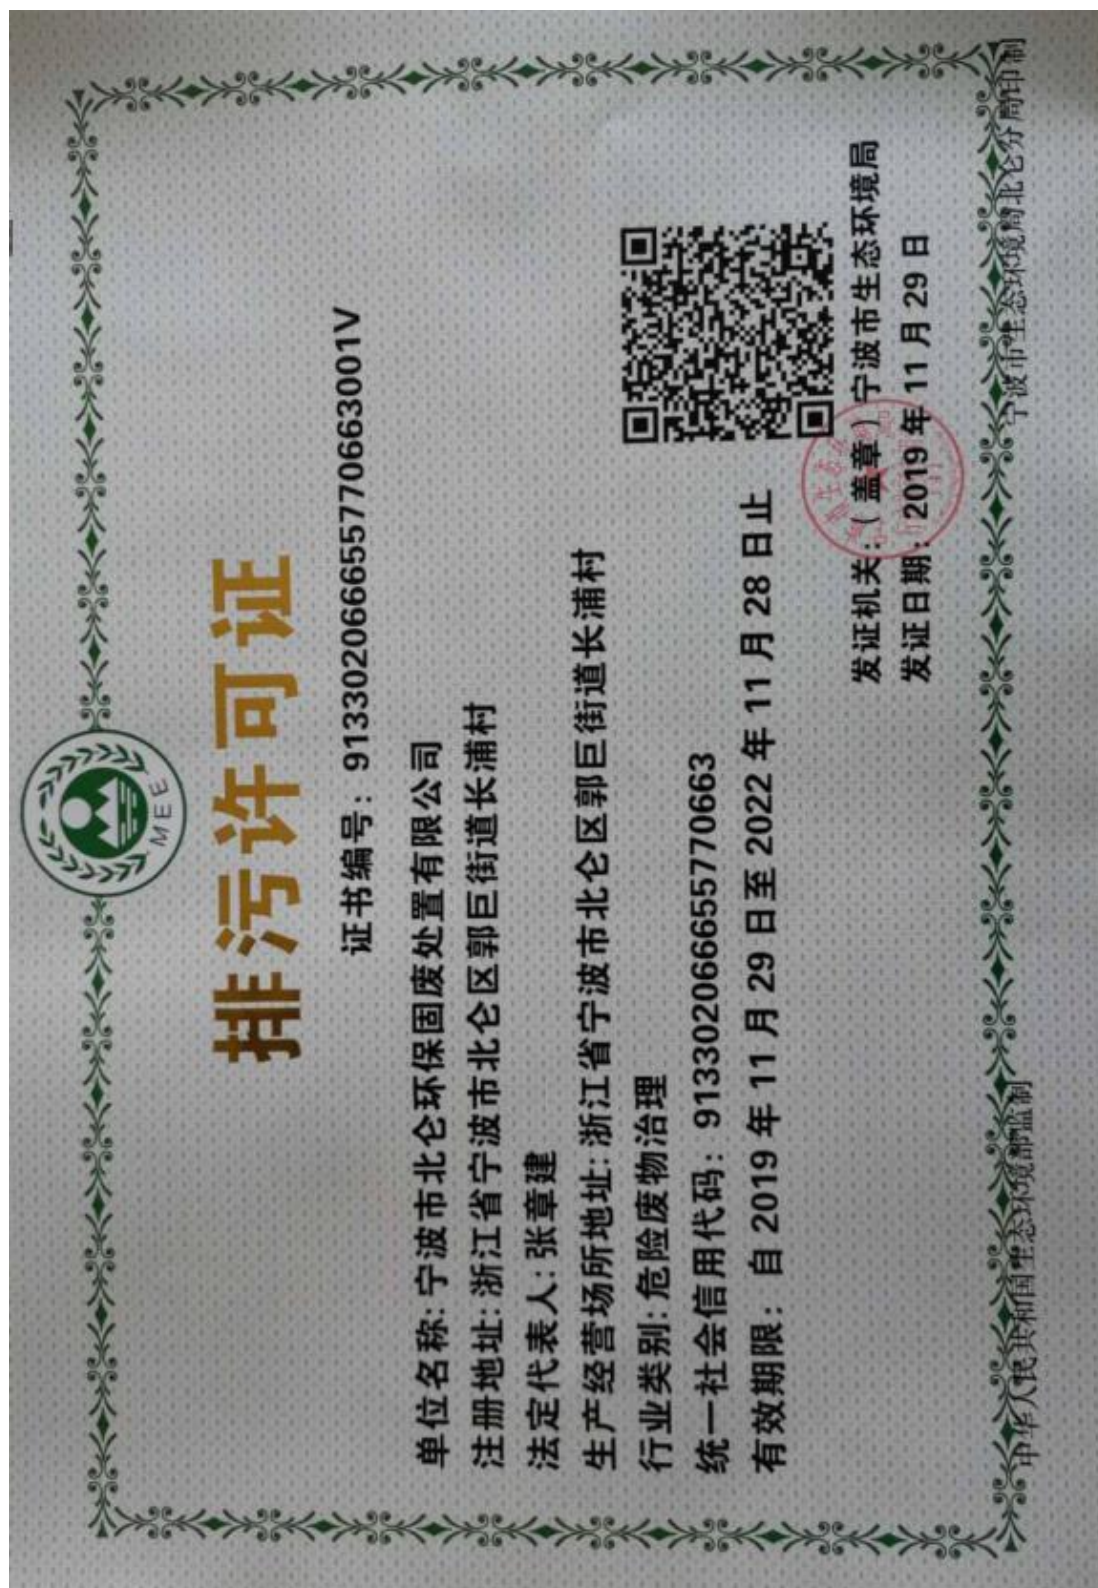 MEE
排污许可证
证书编号：913302066655770663001V
单位名称：宁波市北仑环保固废处置有限公司
注册地址：浙江省宁波市北仑区郭巨街道长浦村
法定代表人：张章建
生产经营场所地址：浙江省宁波市北仑区郭巨街道长浦村
行业类别：危险废物治理
统一社会信用代码：913302066655770663
有效期限：自2019年11月29日至2022年11月28日止
发证机关：（盖章）宁波市生态环境局
发证日期：2019年11月29日
中华人民共和国生态环境部监制
宁波市生态环境局北仑分局印制